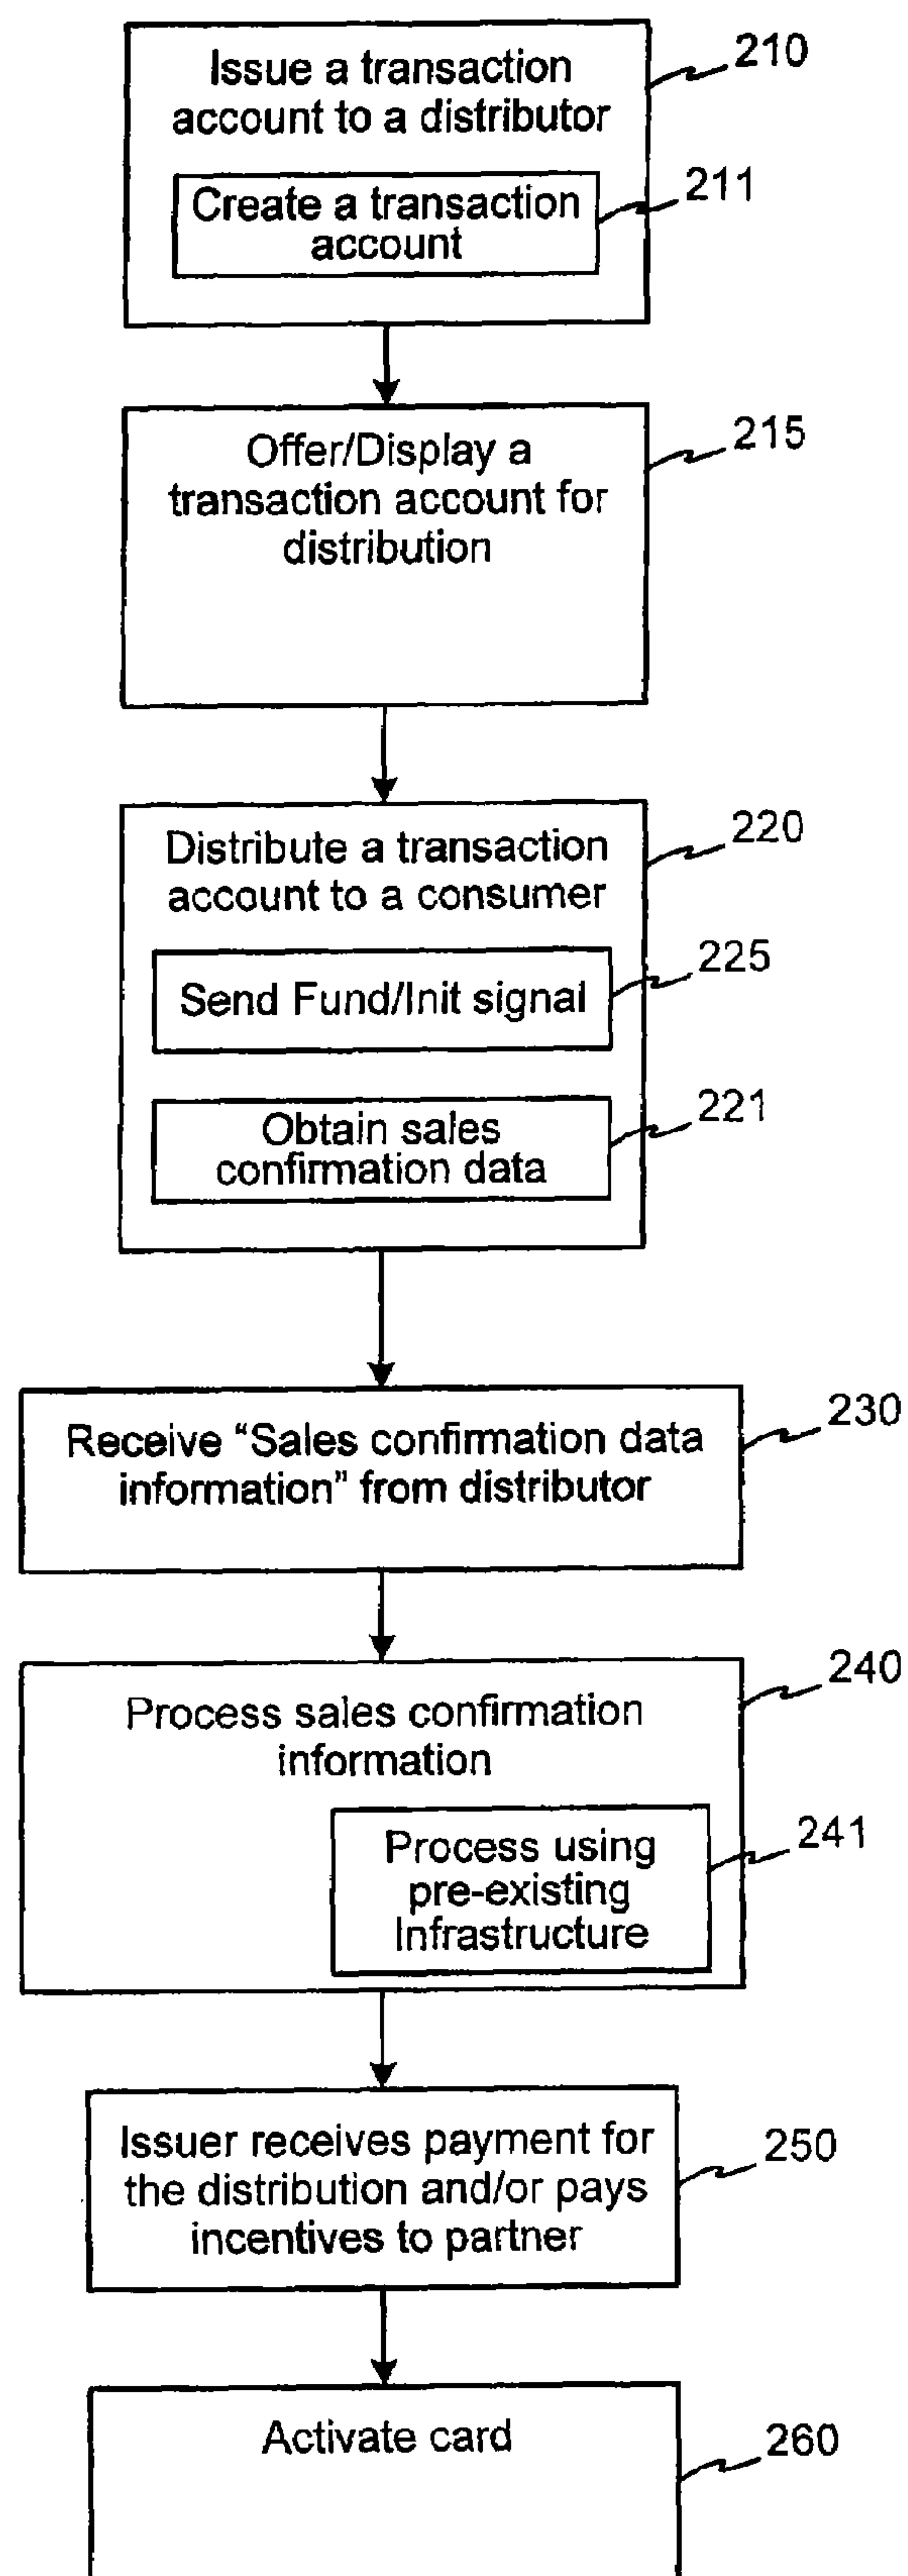 Issue a transaction
account to a distributor
210
Create a transaction
account
211
Offer/Display a
transaction account for
distribution
215
Distribute a transaction
account to a consumer
220
Send Fund/Init signal
225
Obtain sales
confirmation data
221
Receive “Sales confirmation data
information” from distributor
230
Process sales confirmation
information
240
Process using
pre-existing
Infrastructure
241
Issuer receives payment for
the distribution and/or pays
incentives to partner
250
Activate card
260